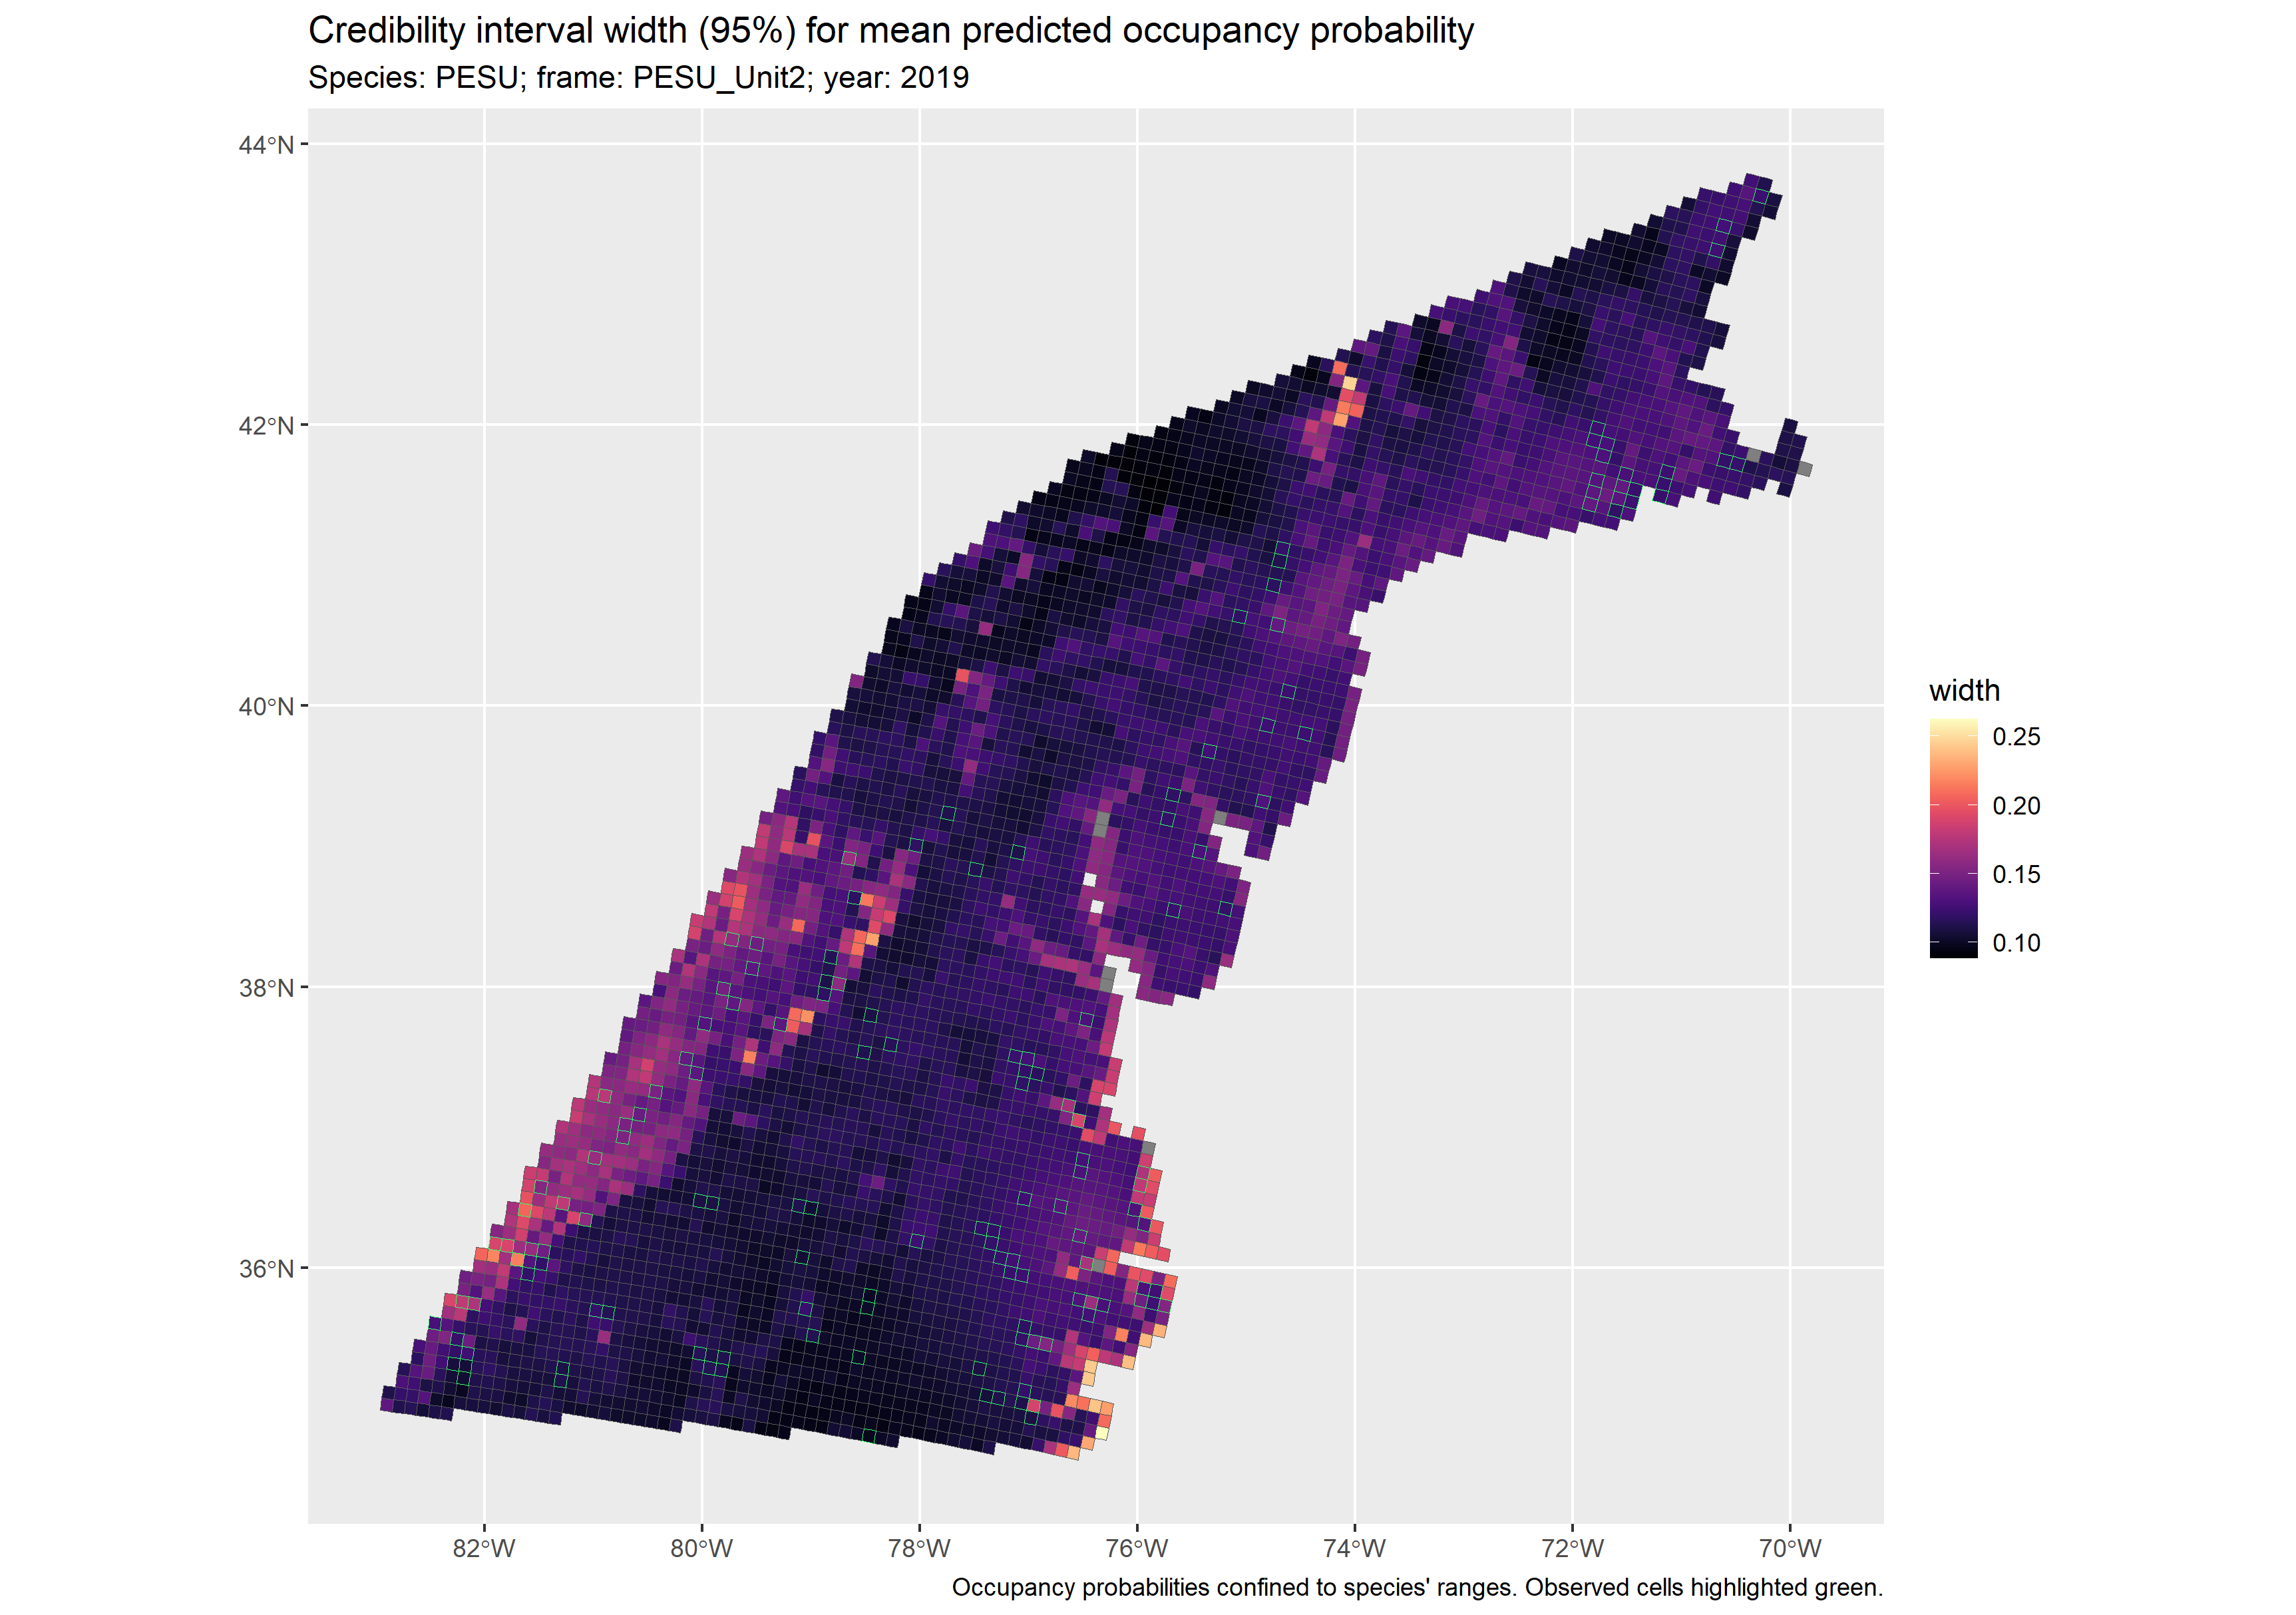 Credibility interval width (95%) for mean predicted occupancy probability
Species: PESU; frame: PESU_Unit2; year: 2019
44°N
42°N
40°N
38°N
36°N
82°W
80°W
78°W
76°W
74°W
72°W
70°W
width
0.25
0.20
0.15
0.10
Occupancy probabilities confined to species' ranges. Observed cells highlighted green.